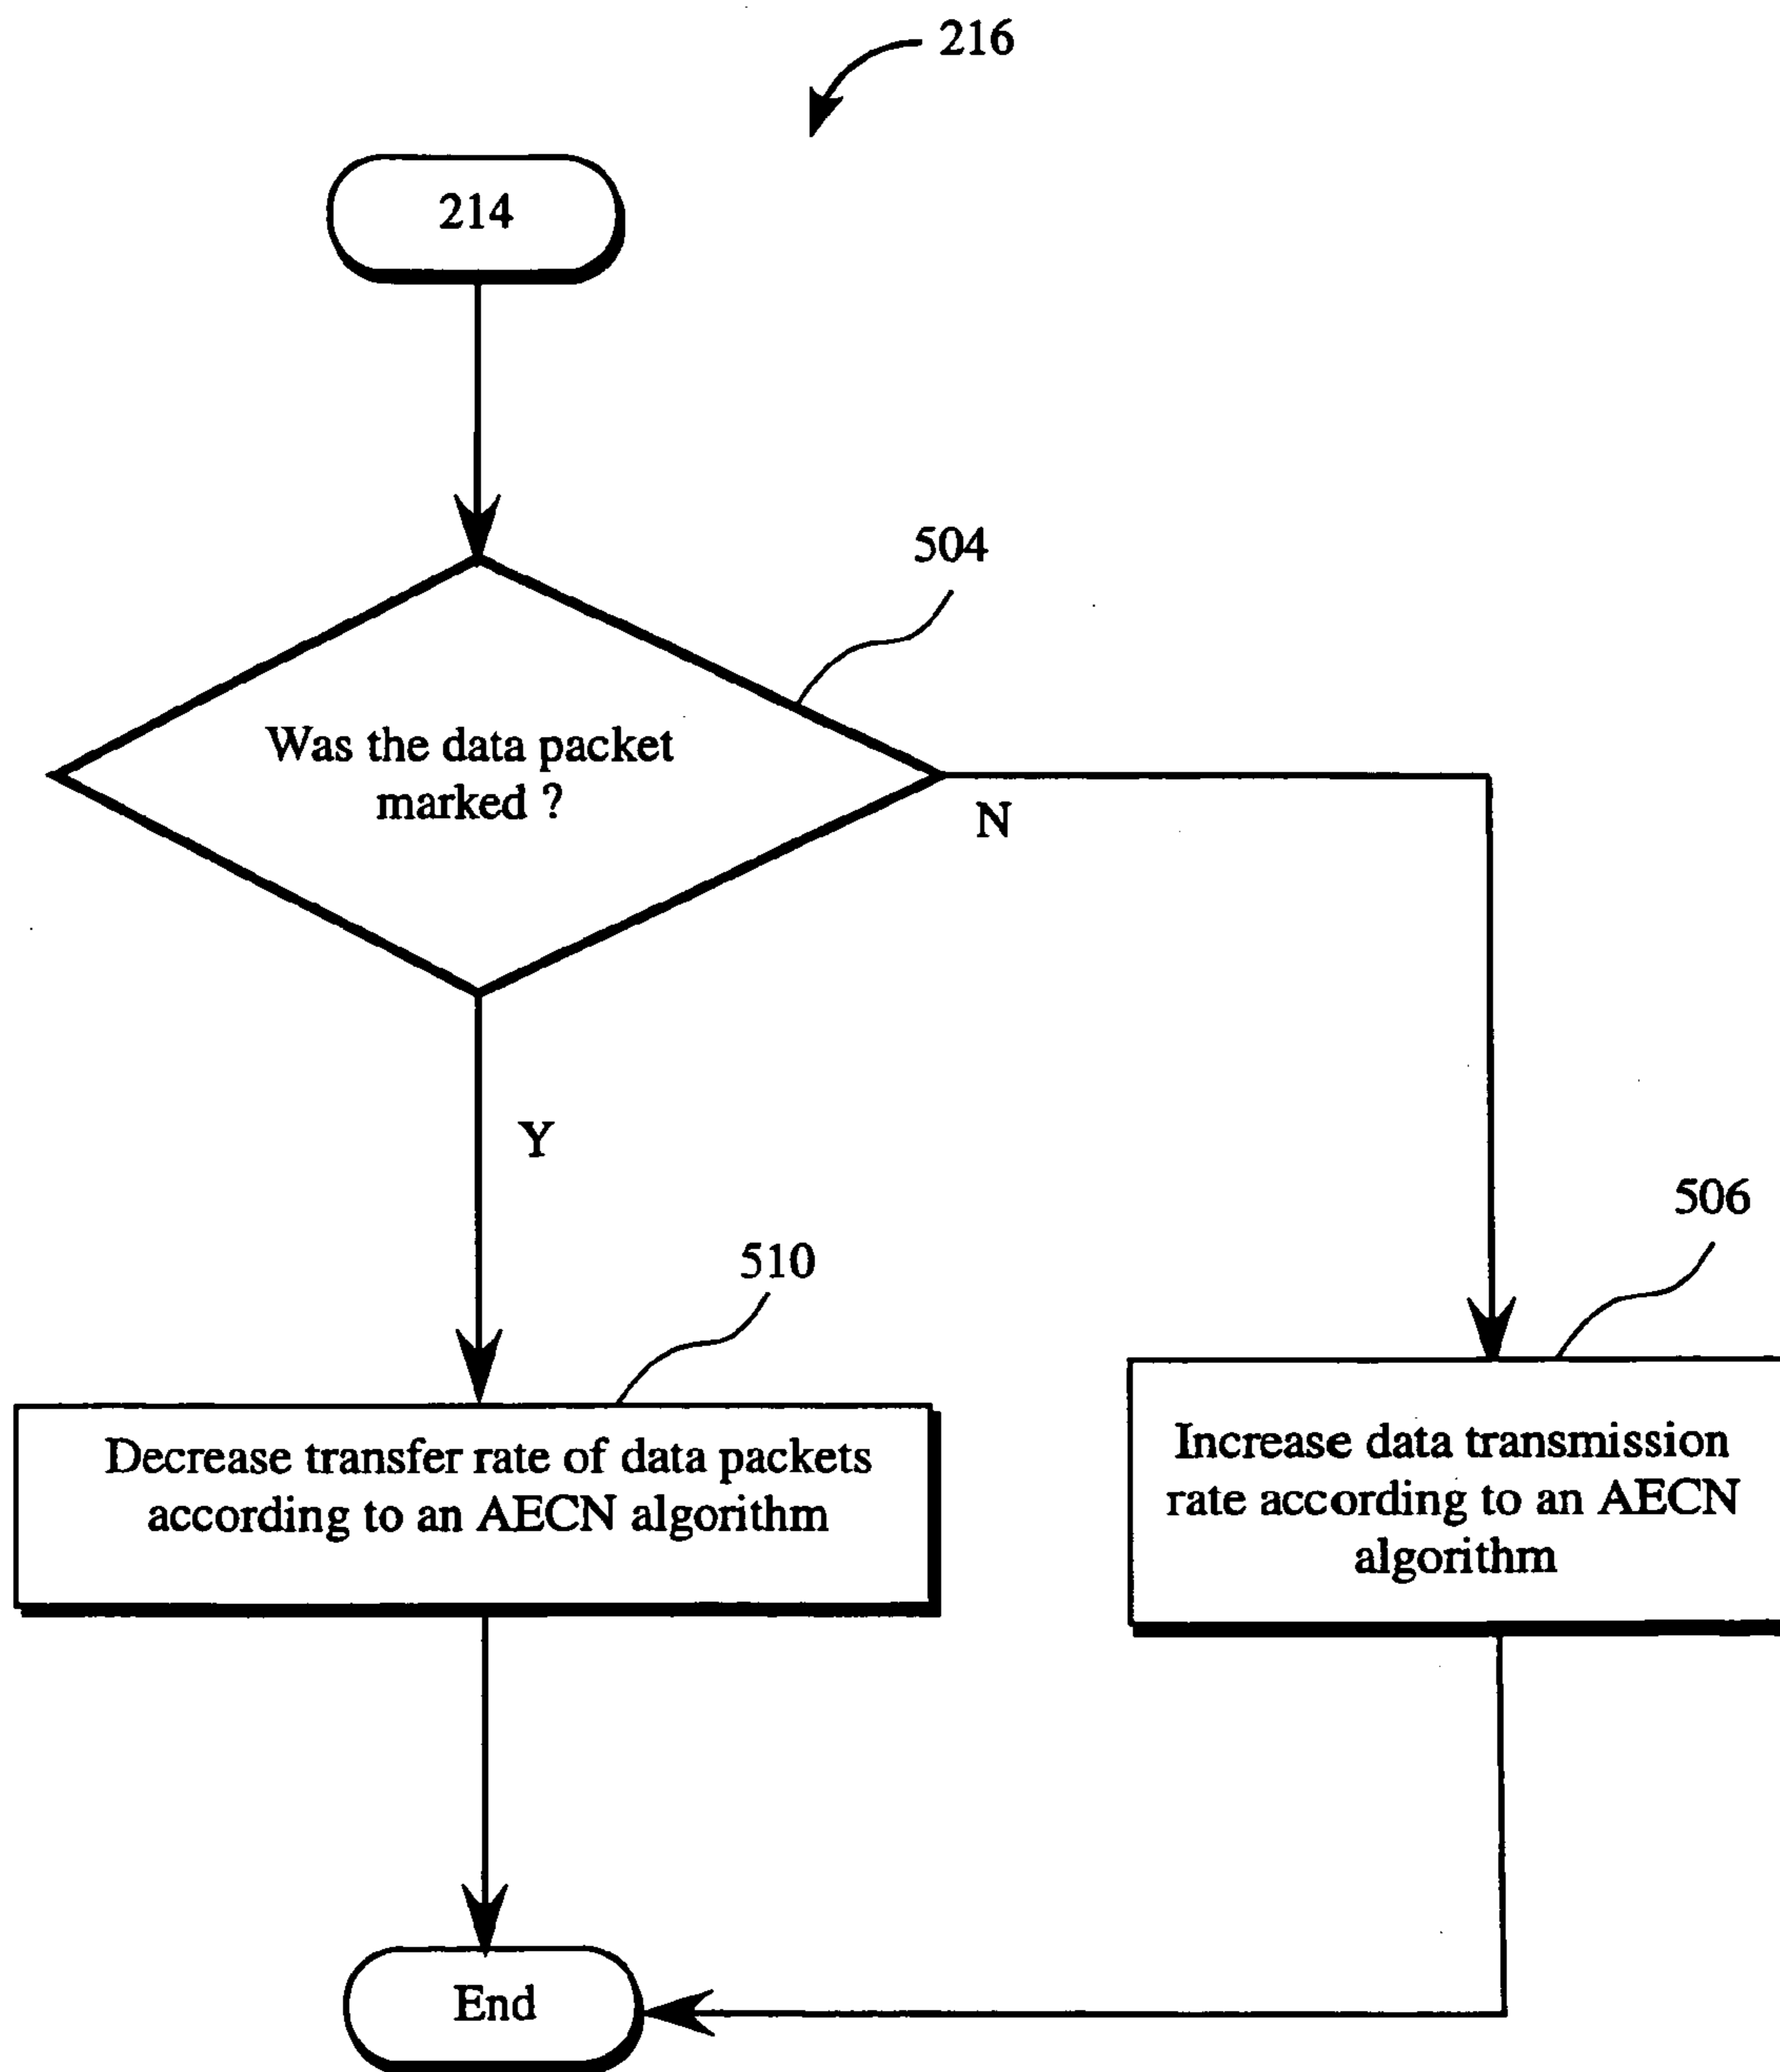 216
214
504
Was the data packet
marked ?
N
Y
510
506
Decrease transfer rate of data packets
according to an AECN algorithm
Increase data transmission
rate according to an AECN
algorithm
End